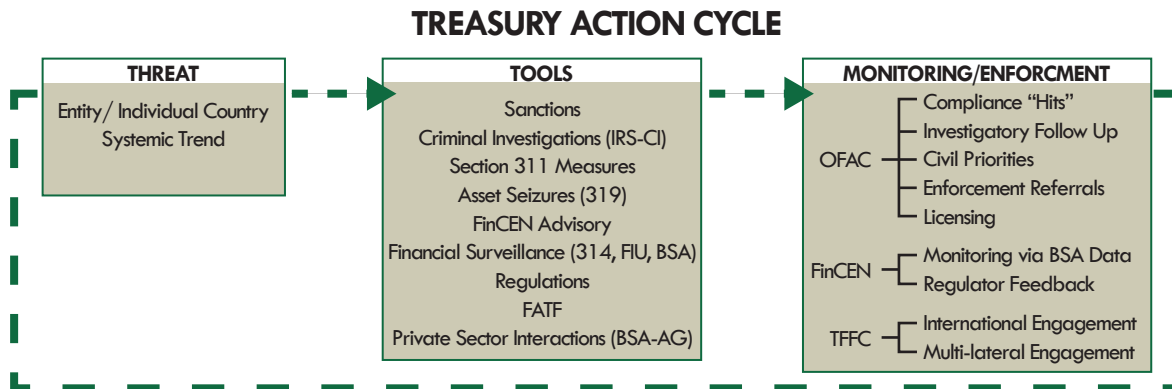 TREASURY ACTION CYCLE
THREAT
Entity/ Individual Country
Systemic Trend
TOOLS
Sanctions
Criminal Investigations (IRS-CI)
Section 311 Measures
Asset Seizures (319)
FinCEN Advisory
Financial Surveillance (314, FIU, BSA)
Regulations
FATF
Private Sector Interactions (BSA-AG)
MONITORING/ENFORCMENT
OFAC
Compliance “Hits”
Investigatory Follow Up
Civil Priorities
Enforcement Referrals
Licensing
FinCEN
Monitoring via BSA Data
Regulator Feedback
TFFC
International Engagement
Multi-lateral Engagement